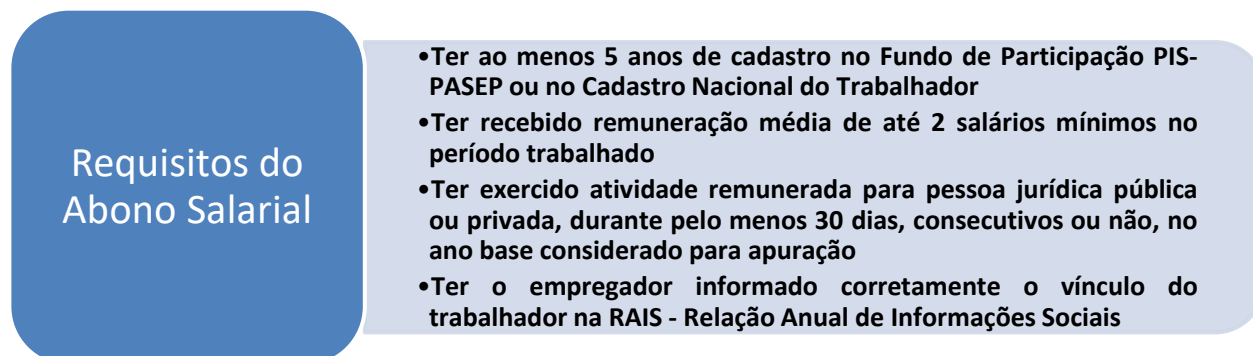 Requisitos do
Abono Salarial
•Ter ao menos 5 anos de cadastro no Fundo de Participação PIS-
PASEP ou no Cadastro Nacional do Trabalhador
•Ter recebido remuneração média de até 2 salários mínimos no
período trabalhado
•Ter exercido atividade remunerada para pessoa jurídica pública
ou privada, durante pelo menos 30 dias, consecutivos ou não, no
ano base considerado para apuração
•Ter o empregador informado corretamente o vínculo do
trabalhador na RAIS - Relação Anual de Informações Sociais